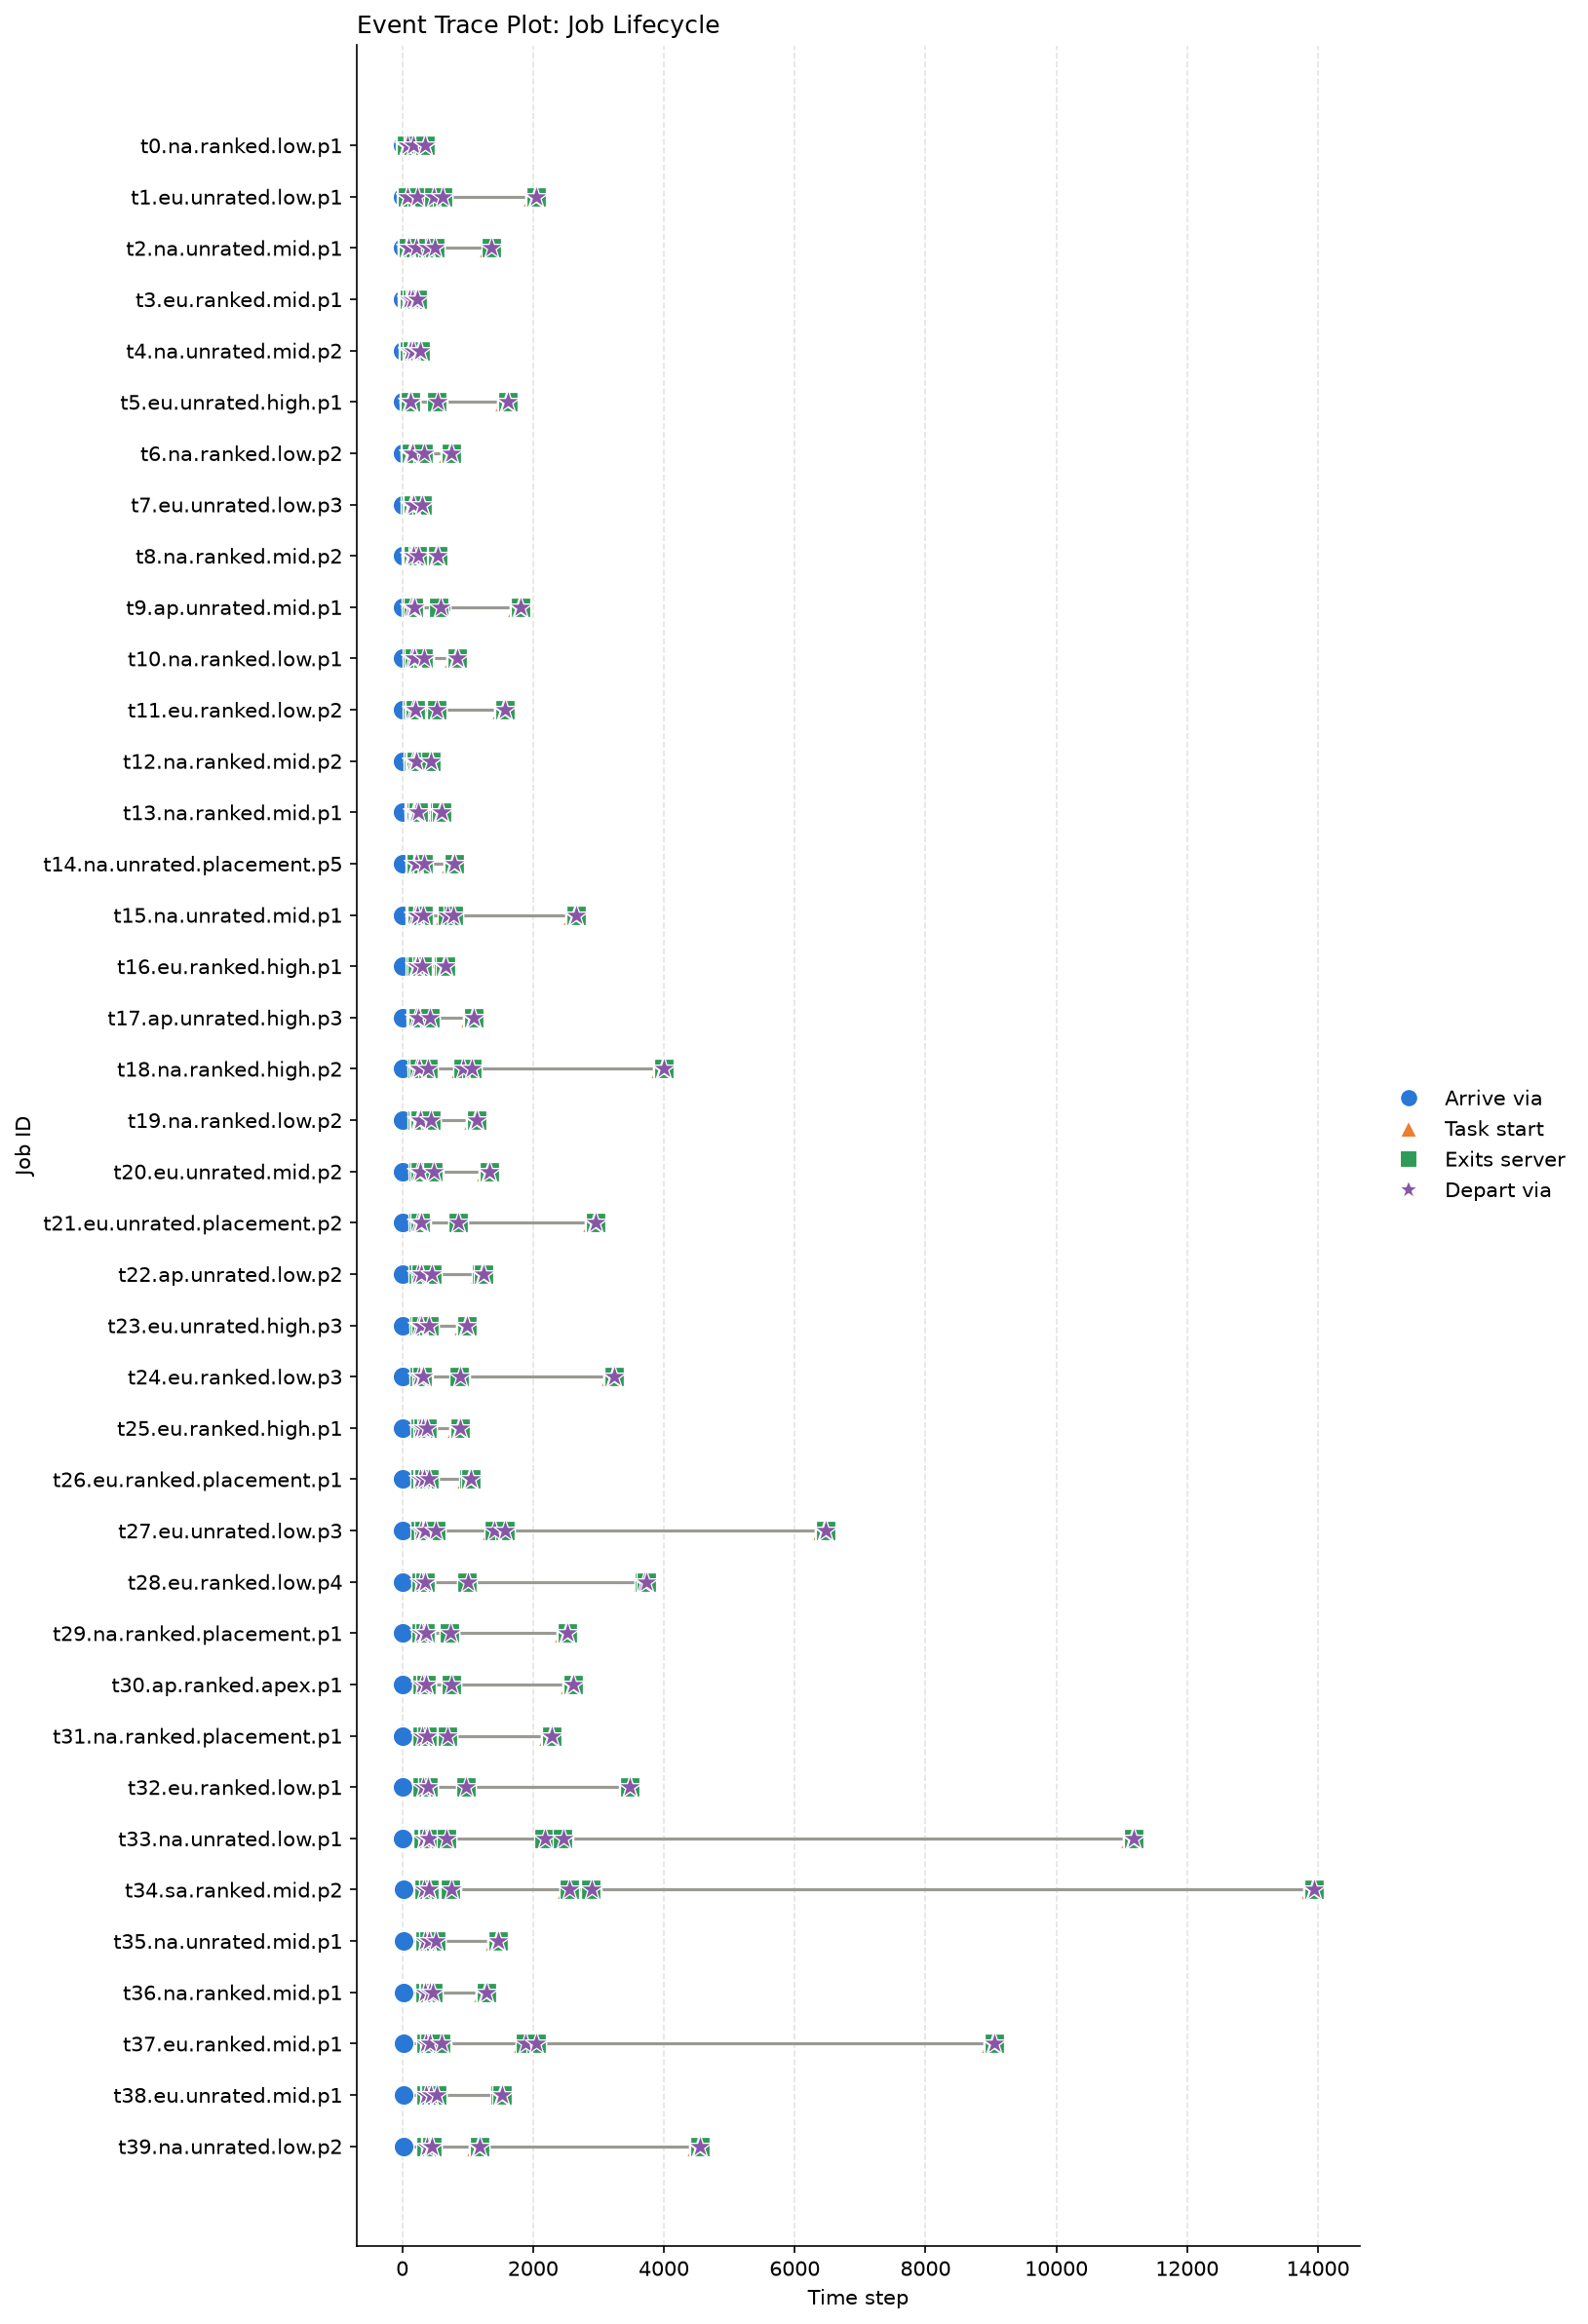 Event Trace Plot: Job Lifecycle
t0.na.ranked.low.p1
t1.eu.unrated.low.p1
t2.na.unrated.mid.p1
t3.eu.ranked.mid.p1
t4.na.unrated.mid.p2
t5.eu.unrated.high.p1
t6.na.ranked.low.p2
t7.eu.unrated.low.p3
t8.na.ranked.mid.p2
t9.ap.unrated.mid.p1
t10.na.ranked.low.p1
t11.eu.ranked.low.p2
t12.na.ranked.mid.p2
t13.na.ranked.mid.p1
t14.na.unrated.placement.p5
t15.na.unrated.mid.p1
t16.eu.ranked.high.p1
t17.ap.unrated.high.p3
t18.na.ranked.high.p2
t19.na.ranked.low.p2
t20.eu.unrated.mid.p2
t21.eu.unrated.placement.p2
t22.ap.unrated.low.p2
t23.eu.unrated.high.p3
t24.eu.ranked.low.p3
t25.eu.ranked.high.p1
t26.eu.ranked.placement.p1
t27.eu.unrated.low.p3
t28.eu.ranked.low.p4
t29.na.ranked.placement.p1
t30.ap.ranked.apex.p1
t31.na.ranked.placement.p1
t32.eu.ranked.low.p1
t33.na.unrated.low.p1
t34.sa.ranked.mid.p2
t35.na.unrated.mid.p1
t36.na.ranked.mid.p1
t37.eu.ranked.mid.p1
t38.eu.unrated.mid.p1
t39.na.unrated.low.p2
Job ID
0 2000 4000 6000 8000 10000 12000 14000
Time step
Arrive via
Task start
Exits server
Depart via